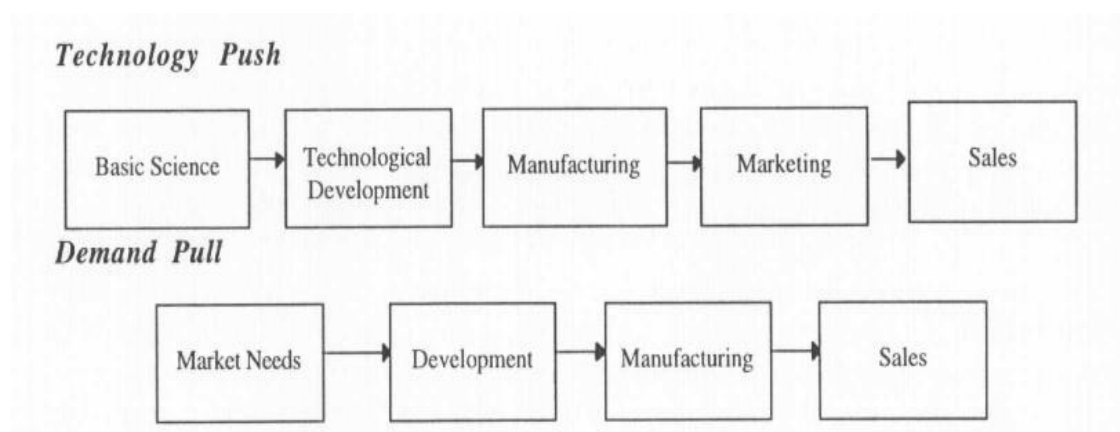 Technology Push
Basic Science
Technological
Development
Manufacturing
Marketing
Sales
Demand Pull
Market Needs
Development
Manufacturing
Sales